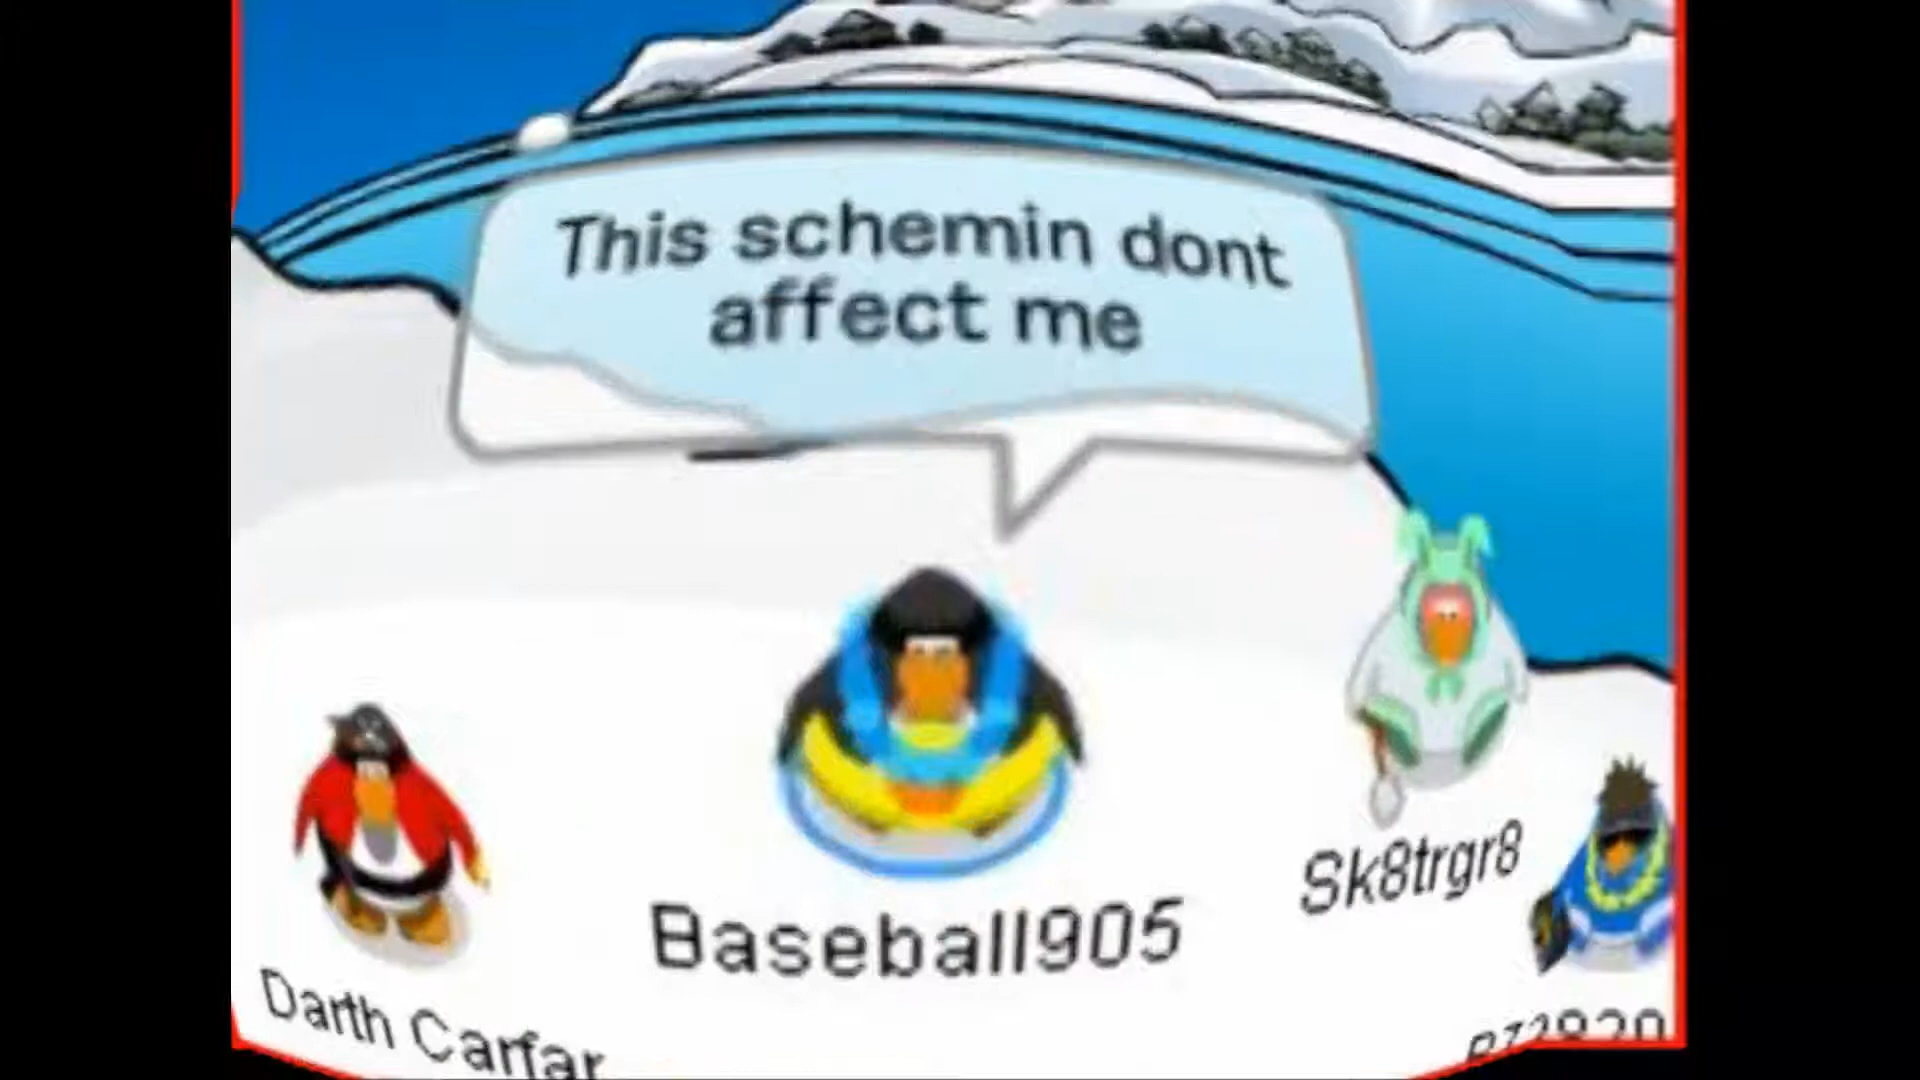 This schemin dont
affect me
Sk8trgr8
Baseball905
Darth Carfar